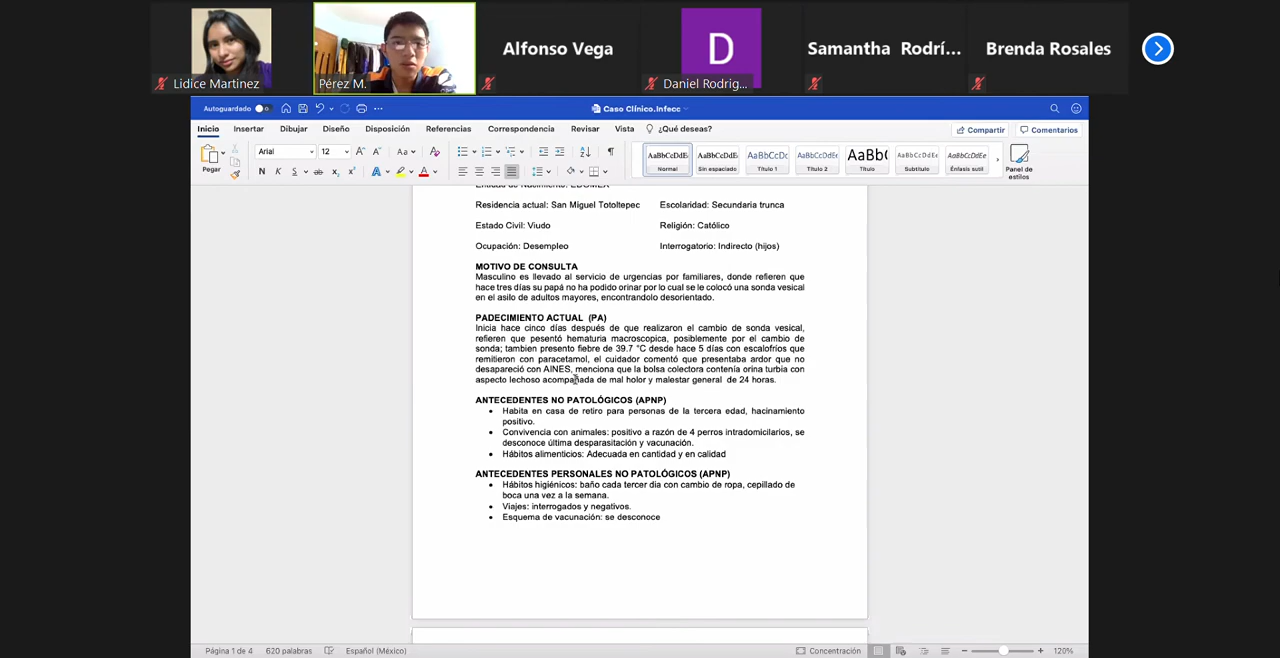 Lidice Martinez
Pérez M.
Alfonso Vega
D
Daniel Rodrig...
Samantha Rodrí...
Brenda Rosales
Autoguardado
Caso Clínico.Infecc
Inicio Insertar Dibujar Diseño Disposición Referencias Correspondencia Revisar Vista ¿Qué deseas? Compartir Comentarios
Pegar
Arial 12
N K S ab x₂ x²
AaBbCcDdEe Normal
AaBbCcDdE Sin espaciado
AaBbCcDc Título 1
AaBbCcDdEe Título 2
AaBb( Título
AaBbCcDdEe Subtítulo
AaBbCcDdEe Énfasis sutil
Panel de estilos
Residencia actual: San Miguel Totoltepec Escolaridad: Secundaria trunca
Estado Civil: Viudo Religión: Católico
Ocupación: Desempleo Interrogatorio: Indirecto (hijos)
MOTIVO DE CONSULTA
Masculino es llevado al servicio de urgencias por familiares, donde refieren que
hace tres días su papá no ha podido orinar por lo cual se le colocó una sonda vesical
en el asilo de adultos mayores, encontrandolo desorientado.
PADECIMIENTO ACTUAL (PA)
Inicia hace cinco días después de que realizaron el cambio de sonda vesical,
refieren que pesentó hematuria macroscopica, posiblemente por el cambio de
sonda; tambien presento fiebre de 39.7 °C desde hace 5 días con escalofríos que
remitieron con paracetamol, el cuidador comentó que presentaba ardor que no
desapareció con AINES, menciona que la bolsa colectora contenía orina turbia con
aspecto lechoso acompañada de mal holor y malestar general de 24 horas.
ANTECEDENTES NO PATOLÓGICOS (APNP)
• Habita en casa de retiro para personas de la tercera edad, hacinamiento
positivo.
• Convivencia con animales: positivo a razón de 4 perros intradomicilarios, se
desconoce última desparasitación y vacunación.
• Hábitos alimenticios: Adecuada en cantidad y en calidad
ANTECEDENTES PERSONALES NO PATOLÓGICOS (APNP)
• Hábitos higiénicos: baño cada tercer dia con cambio de ropa, cepillado de
boca una vez a la semana.
• Viajes: interrogados y negativos.
• Esquema de vacunación: se desconoce
Página 1 de 4 620 palabras Español (México) Concentración 120%